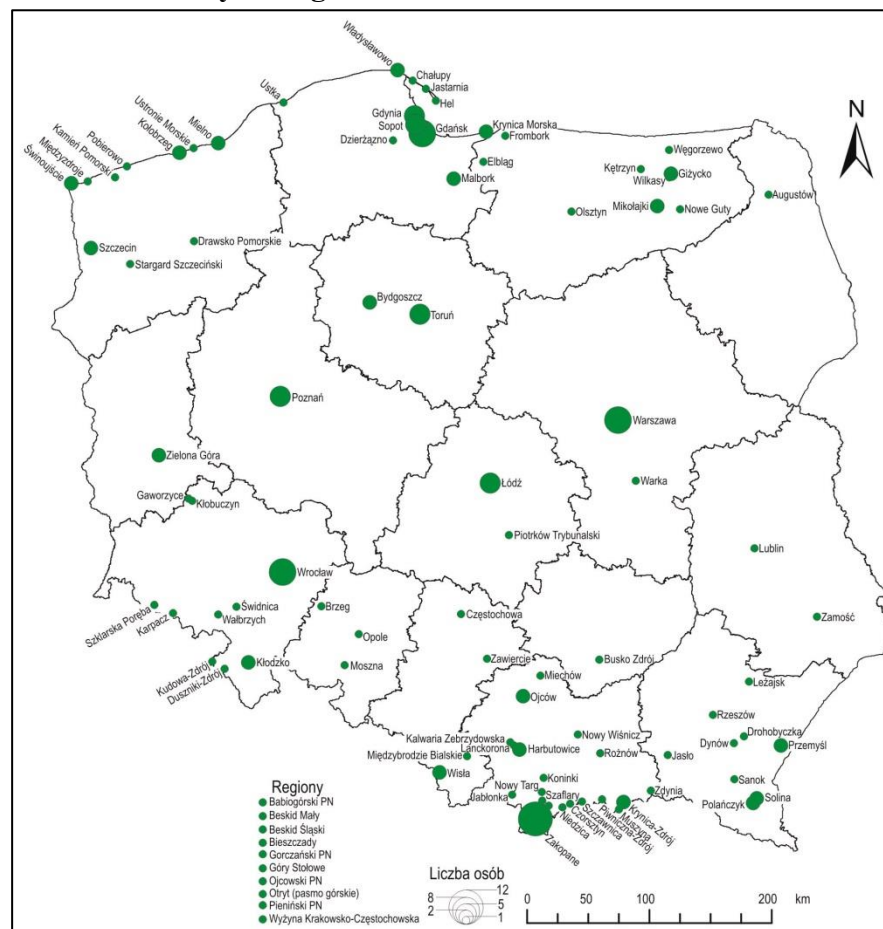 Władysławowo
Chałupy
Jastarnia
Hel
Ustka
Gdynia
Sopot
Gdańsk
Dzierżązno
Krynica Morska
Frombork
Elbląg
Malbork
Mielno
Ustronie Morskie
Kołobrzeg
Pobierowo
Kamień Pomorski
Międzyzdroje
Świnoujście
N
Węgorzewo
Kętrzyn
Giżycko
Wilkasy
Mikołajki
Nowe Guty
Olsztyn
Augustów
Szczecin
Drawsko Pomorskie
Stargard Szczeciński
Bydgoszcz
Toruń
Poznań
Warszawa
Zielona Góra
Łódź
Warka
Gaworzyce
Kłobuczyn
Piotrków Trybunalski
Lublin
Wrocław
Szklarska Poręba
Karpacz
Świdnica
Wałbrzych
Brzeg
Częstochowa
Zamość
Opole
Kudowa-Zdrój
Duszniki-Zdrój
Kłodzko
Moszna
Zawiercie
Busko Zdrój
Miechów
Ojców
Leżajsk
Rzeszów
Kalwaria Zebrzydowska
Lanckorona
Harbutowice
Nowy Wiśnicz
Rożnów
Międzybrodzie Bialskie
Wisła
Drohobyczka
Dynów
Przemyśl
Jasło
Koninki
Nowy Targ
Szaflary
Jabłonka
Zdynia
Sanok
Solina
Polańczyk
Krynica-Zdrój
Muszyna
Piwniczna-Zdrój
Szczawnica
Czorsztyn
Niedzica
Zakopane
Regiony
Babiogórski PN
Beskid Mały
Beskid Śląski
Bieszczady
Gorczański PN
Góry Stołowe
Ojcowski PN
Otryt (pasmo górskie)
Pieniński PN
Wyżyna Krakowsko-Częstochowska
Liczba osób
12
8
5
2
1
0 50 100 200 km